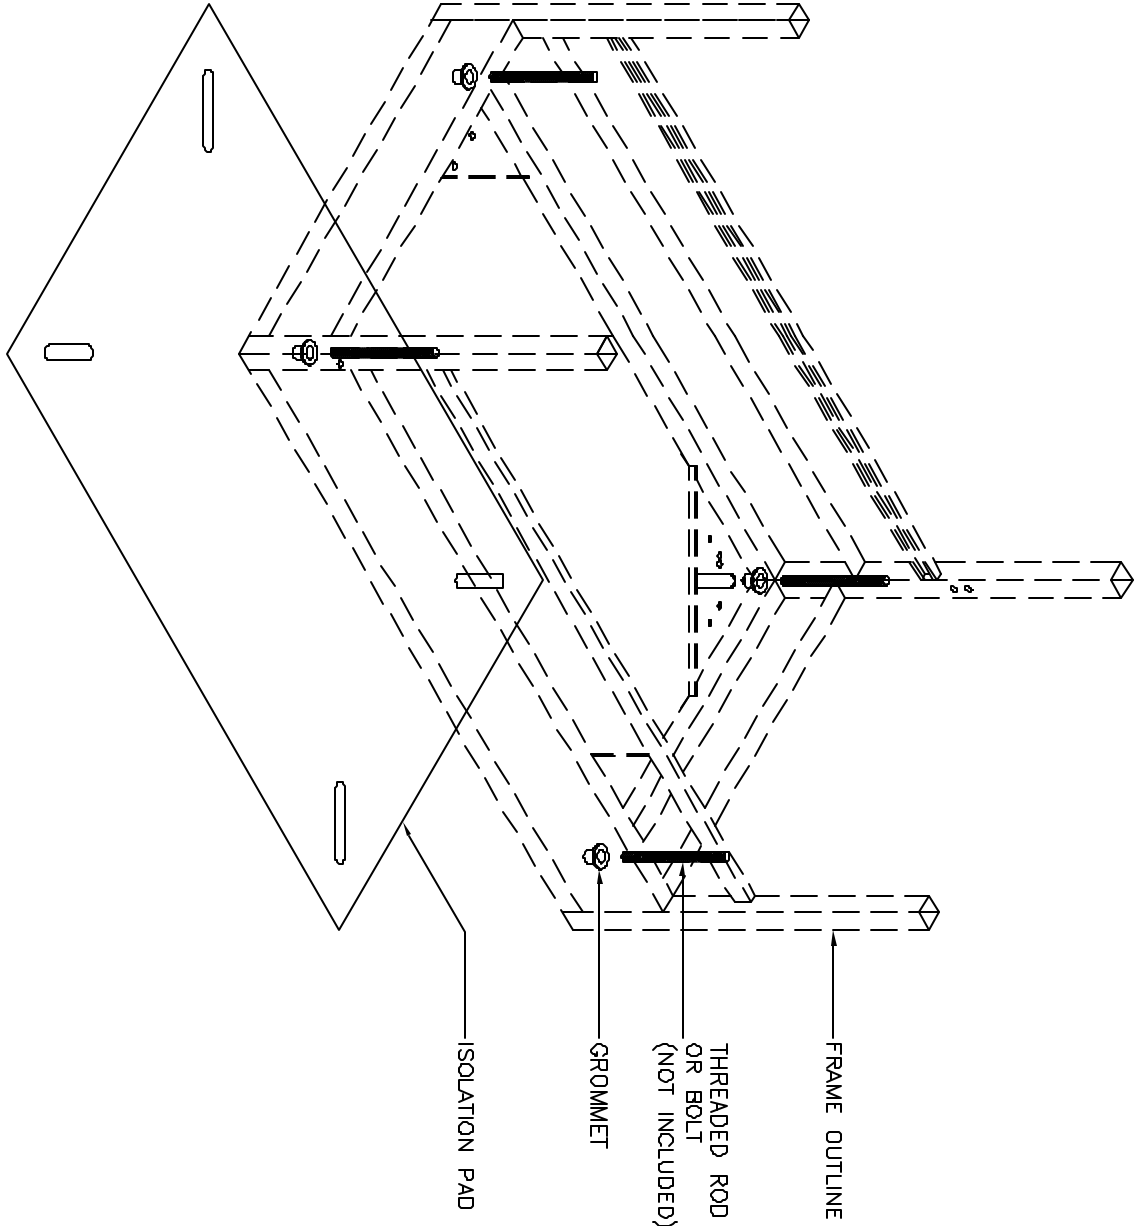 FRAME OUTLINE
THREADED ROD
OR BOLT
(NOT INCLUDED)
GROMMET
ISOLATION PAD